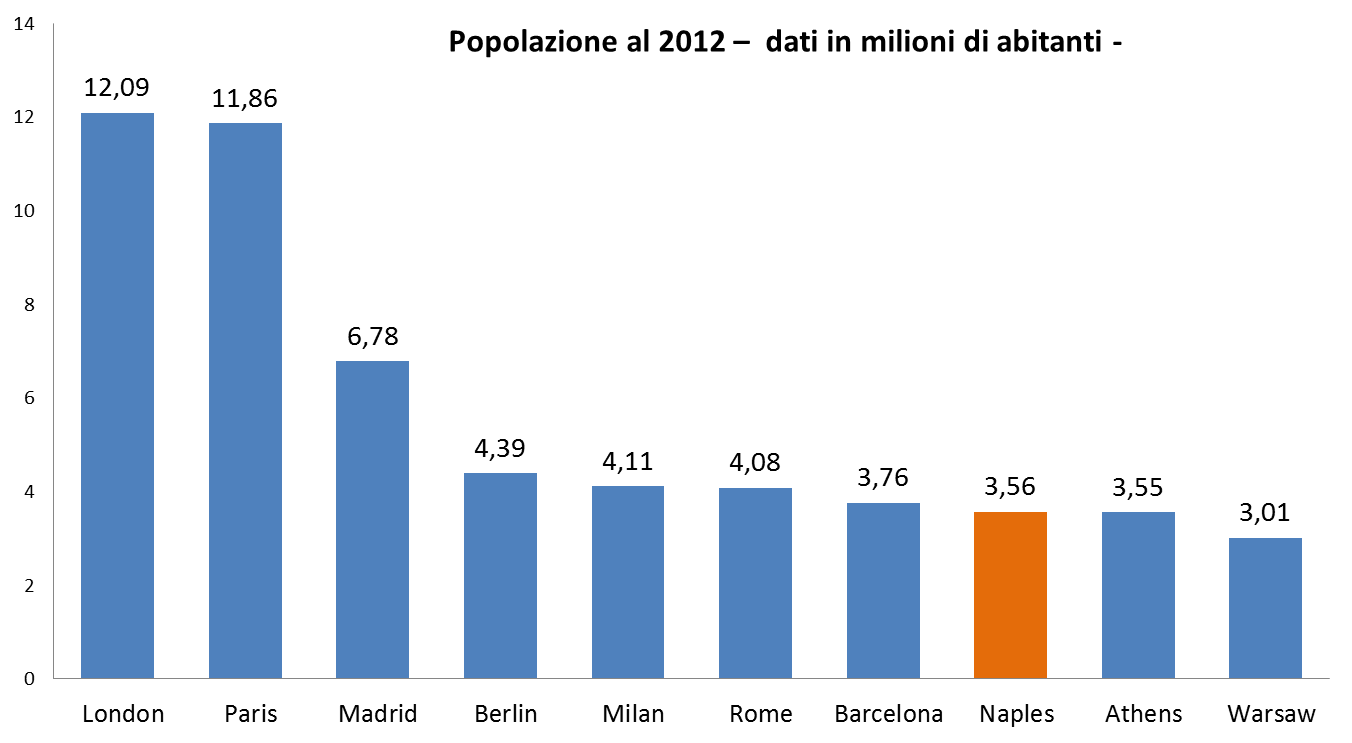 Popolazione al 2012 – dati in milioni di abitanti -
14
12
10
8
6
4
2
0
12,09
11,86
6,78
4,39
4,11
4,08
3,76
3,56
3,55
3,01
London
Paris
Madrid
Berlin
Milan
Rome
Barcelona
Naples
Athens
Warsaw